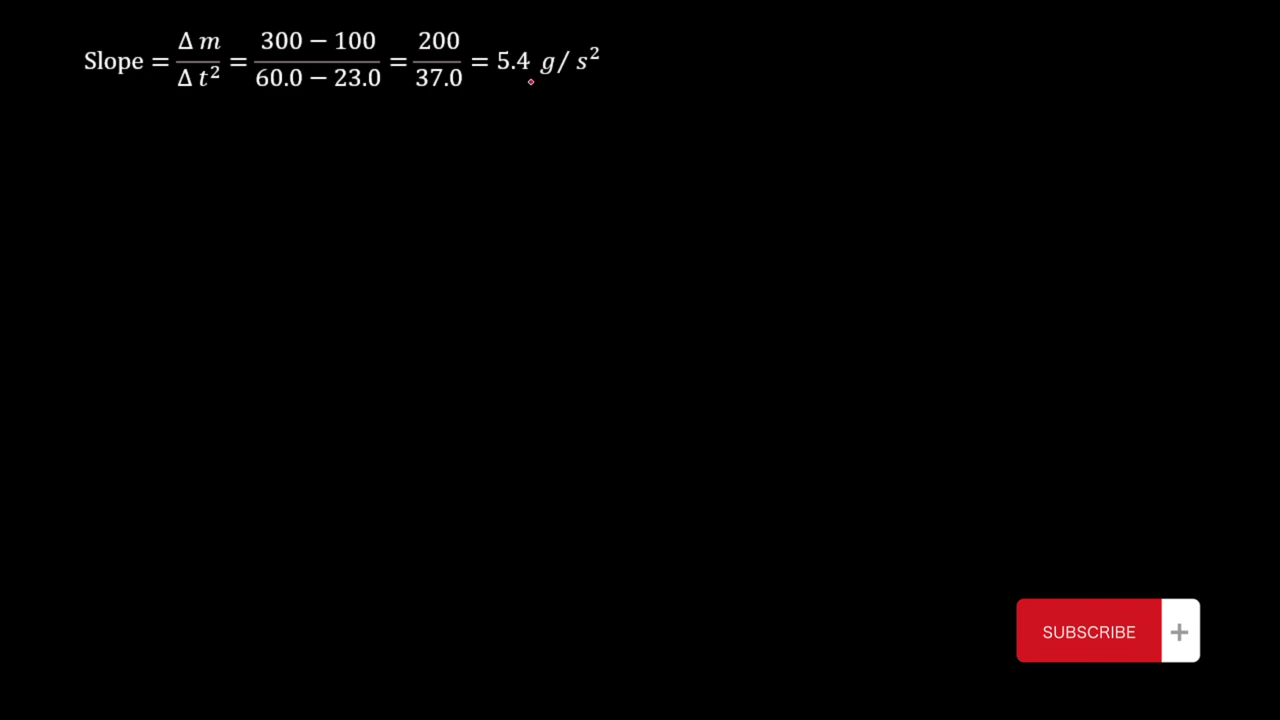 Slope = Δ m / Δ t² = 300 − 100 / 60.0 − 23.0 = 200 / 37.0 = 5.4 g/ s²
SUBSCRIBE +